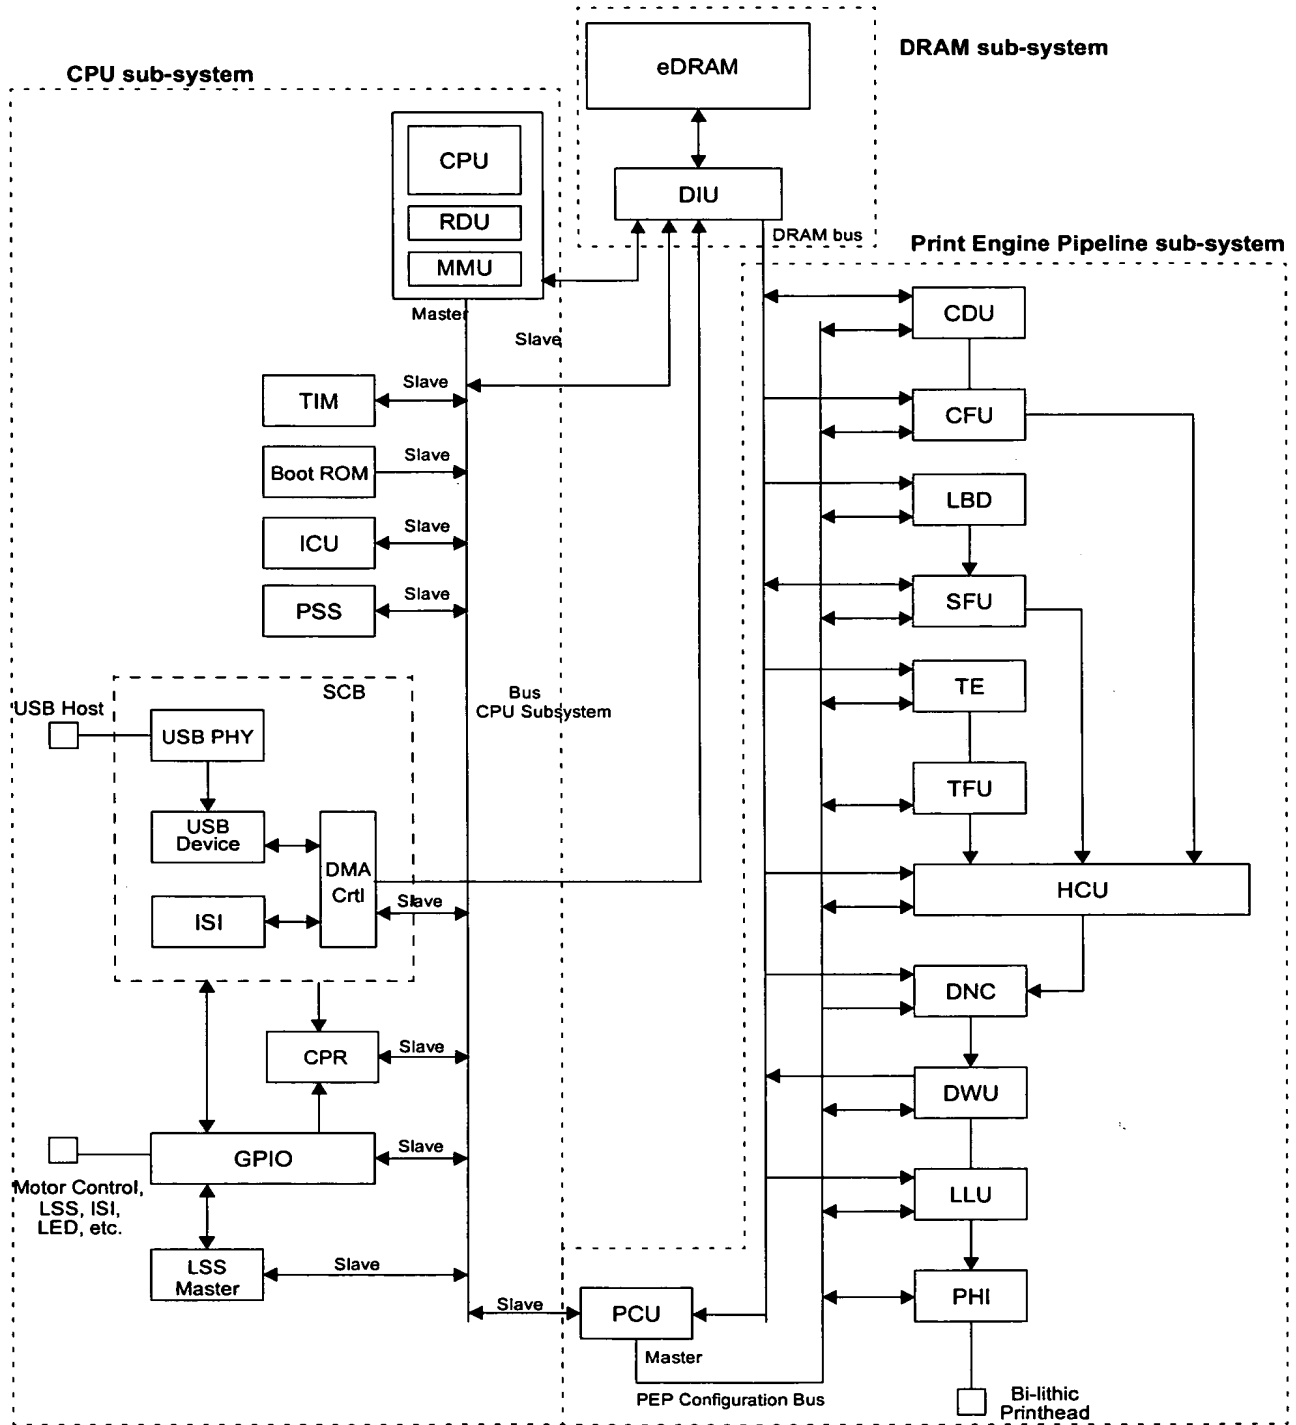 DRAM sub-system
CPU sub-system
eDRAM
CPU
RDU
MMU
DIU
DRAM bus
Print Engine Pipeline sub-system
Master
Slave
CDU
TIM
Slave
CFU
Boot ROM
Slave
LBD
ICU
Slave
PSS
Slave
SFU
SCB
Bus
CPU Subsystem
TE
USB Host
USB PHY
TFU
USB
Device
DMA
Crtl
Slave
HCU
ISI
DNC
CPR
Slave
DWU
GPIO
Slave
Motor Control,
LSS, ISI,
LED, etc.
LLU
LSS
Master
Slave
Slave
PCU
PHI
Master
PEP Configuration Bus
Bi-lithic
Printhead